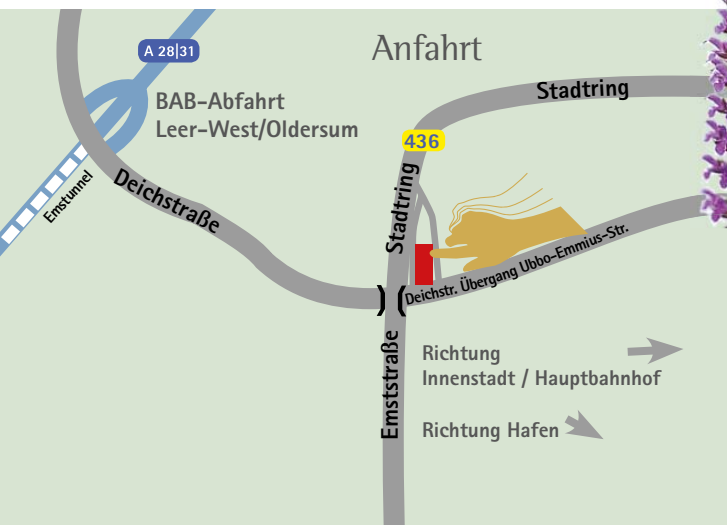 Anfahrt
A 28|31
BAB-Abfahrt
Leer-West/Oldersum
Stadtring
436
Emstunnel
Deichstraße
Stadtring
Deichstr. Übergang Ubbo-Emmius-Str.
Emststraße
Richtung
Innenstadt / Hauptbahnhof
Richtung Hafen